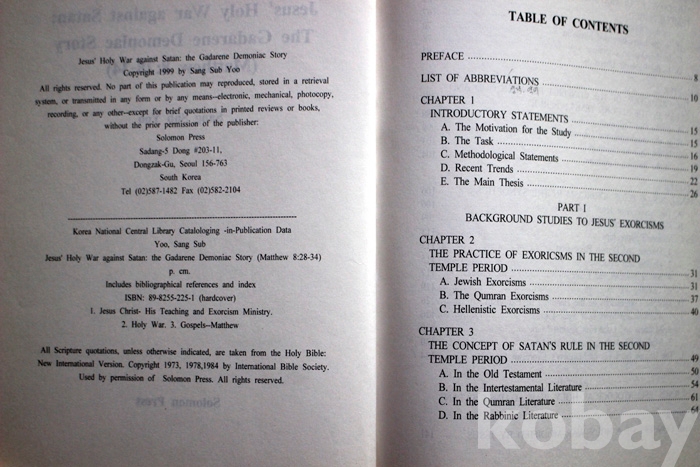 Jesus' Holy War against Satan: the Gadarene Demoniac Story
Copyright 1999 by Sang Sub Yoo
All rights reserved. No part of this publication may reproduced, stored in a retrieval
system, or transmitted in any form or by any means--electronic, mechanical, photocopy,
recording, or any other--except for brief quotations in printed reviews or books,
without the prior permission of the publisher:
Solomon Press
Sadang-5 Dong #203-11,
Dongzak-Gu, Seoul 156-763
South Korea
Tel (02)587-1482 Fax (02)582-2104
Korea National Central Library Catalologing -in-Publication Data
Yoo, Sang Sub
Jesus' Holy War against Satan: the Gadarene Demoniac Story (Matthew 8:28-34)
p. cm.
Includes bibliographical references and index
ISBN: 89-8255-225-1 (hardcover)
1. Jesus Christ- His Teaching and Exorcism Ministry.
2. Holy War. 3. Gospels--Matthew
All Scripture quotations, unless otherwise indicated, are taken from the Holy Bible:
New International Version. Copyright 1973, 1978,1984 by International Bible Society.
Used by permission of Solomon Press. All rights reserved.
TABLE OF CONTENTS
PREFACE 8
LIST OF ABBREVIATIONS 10
CHAPTER 1
INTRODUCTORY STATEMENTS 15
A. The Motivation for the Study 15
B. The Task 16
C. Methodological Statements 19
D. Recent Trends 22
E. The Main Thesis 26
PART I
BACKGROUND STUDIES TO JESUS' EXORCISMS
CHAPTER 2
THE PRACTICE OF EXORICSMS IN THE SECOND
TEMPLE PERIOD 31
A. Jewish Exorcisms 31
B. The Qumran Exorcisms 37
C. Hellenistic Exorcisms 40
CHAPTER 3
THE CONCEPT OF SATAN'S RULE IN THE SECOND
TEMPLE PERIOD 49
A. In the Old Testament 50
B. In the Intertestamental Literature 54
C. In the Qumran Literature 61
D. In the Rabbinic Literature
kobay